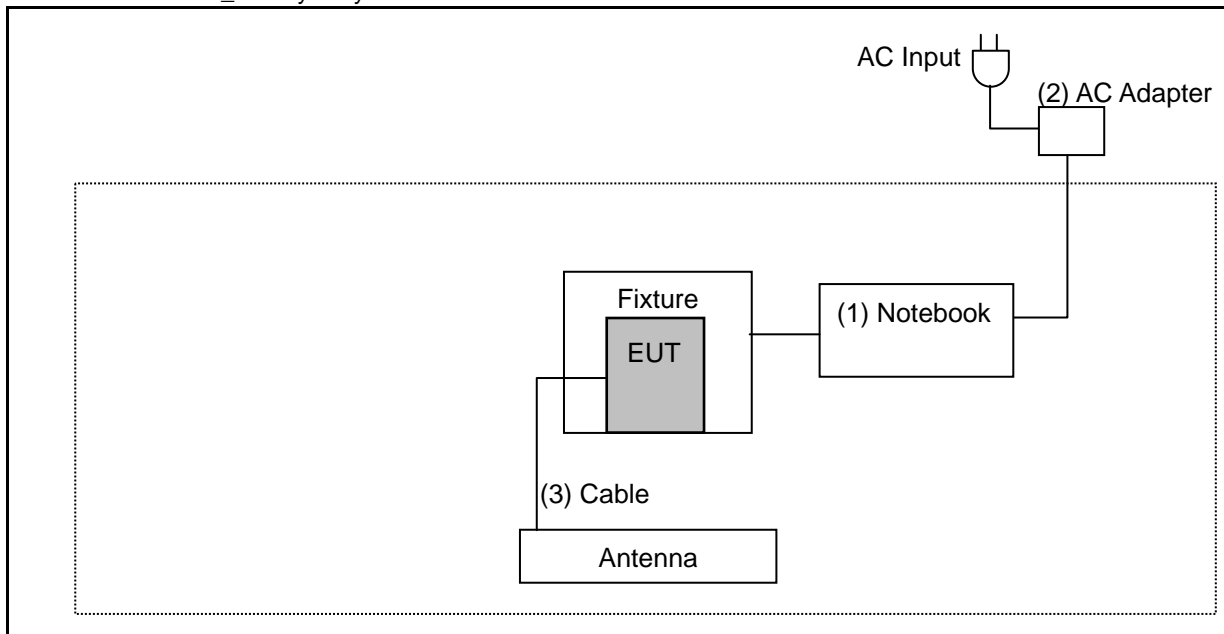 AC Input
(2) AC Adapter
Fixture
(1) Notebook
EUT
(3) Cable
Antenna